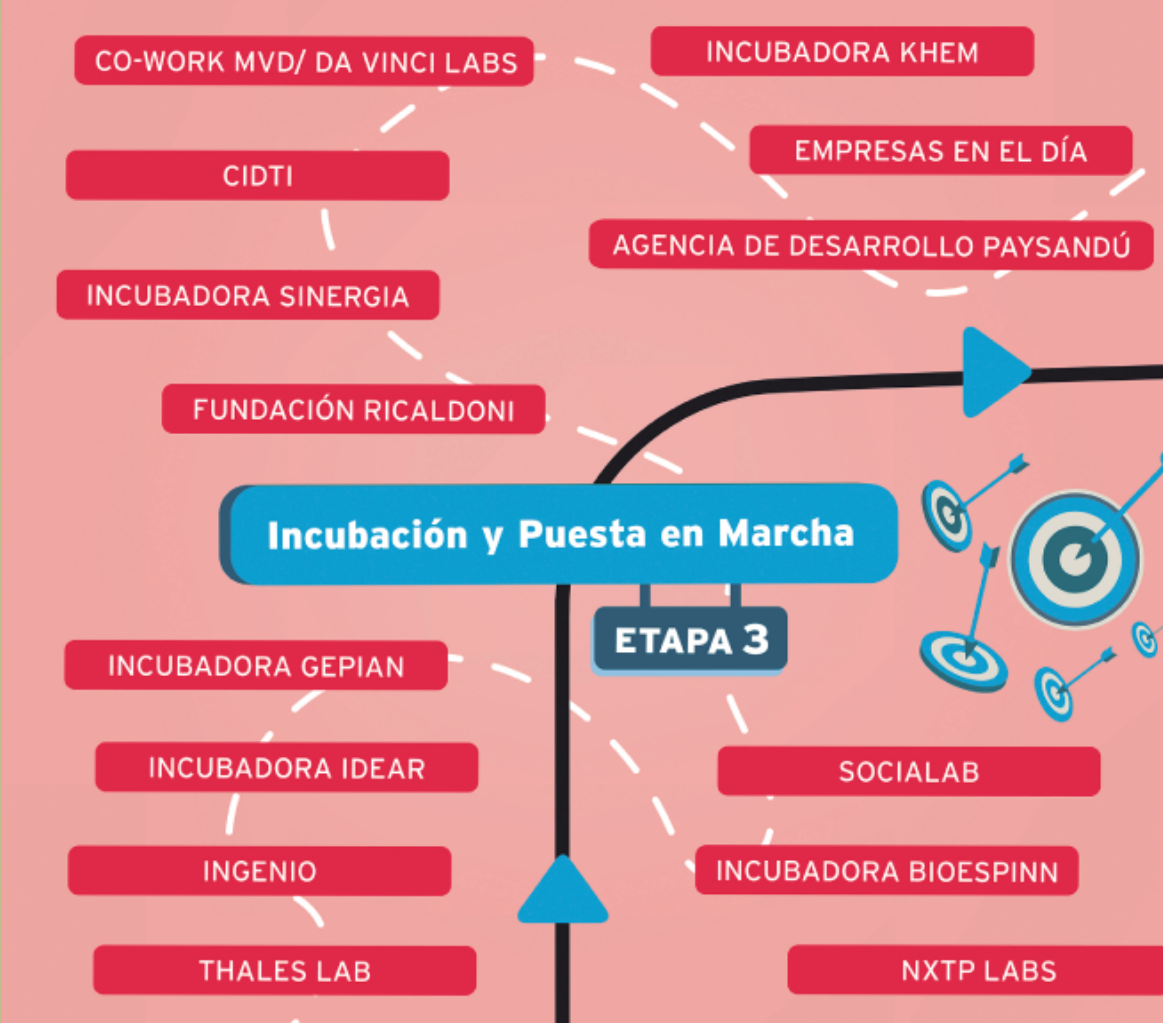 CO-WORK MVD/ DA VINCI LABS
INCUBADORA KHEM
EMPRESAS EN EL DÍA
CIDTI
AGENCIA DE DESARROLLO PAYSANDÚ
INCUBADORA SINERGIA
FUNDACIÓN RICALDONI
Incubación y Puesta en Marcha
ETAPA 3
INCUBADORA GEPIAN
INCUBADORA IDEAR
SOCIALAB
INGENIO
INCUBADORA BIOESPINN
THALES LAB
NXTP LABS